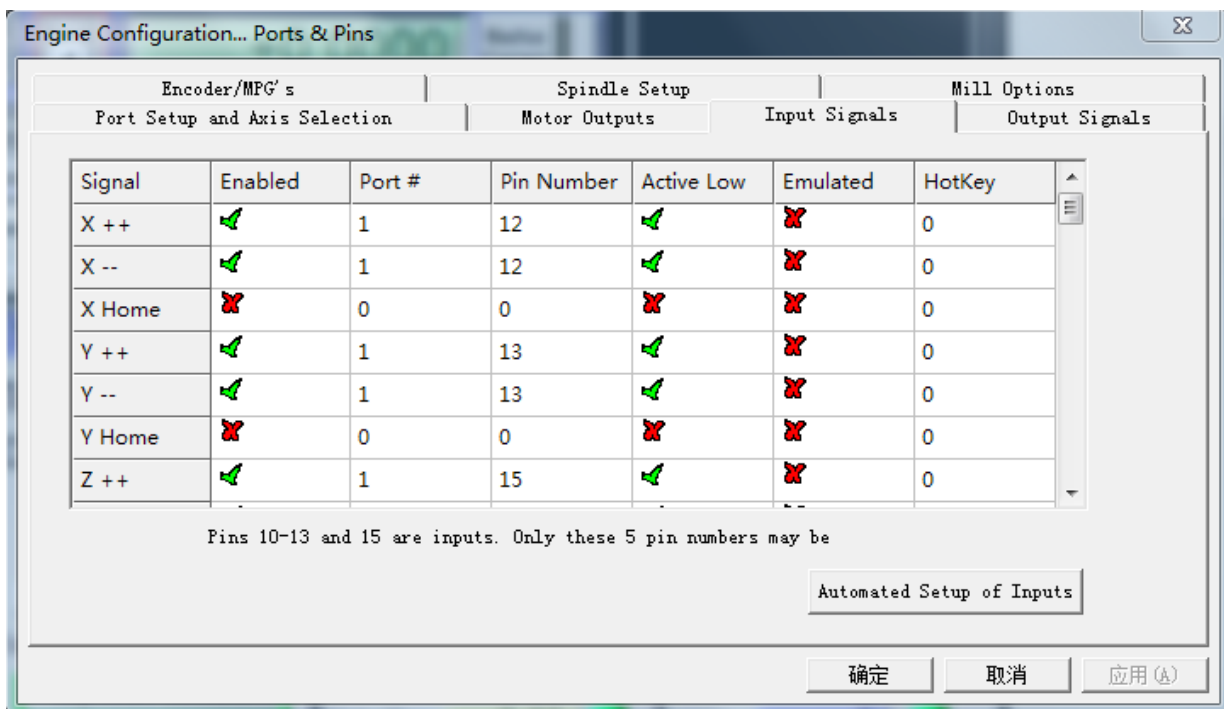 Engine Configuration... Ports & Pins
Encoder/MPG's Spindle Setup Mill Options
Port Setup and Axis Selection Motor Outputs Input Signals Output Signals
Signal Enabled Port # Pin Number Active Low Emulated HotKey
X ++ 1 12 0
X -- 1 12 0
X Home 0 0 0
Y ++ 1 13 0
Y -- 1 13 0
Y Home 0 0 0
Z ++ 1 15 0
Pins 10-13 and 15 are inputs. Only these 5 pin numbers may be
Automated Setup of Inputs
确定 取消 应用(A)